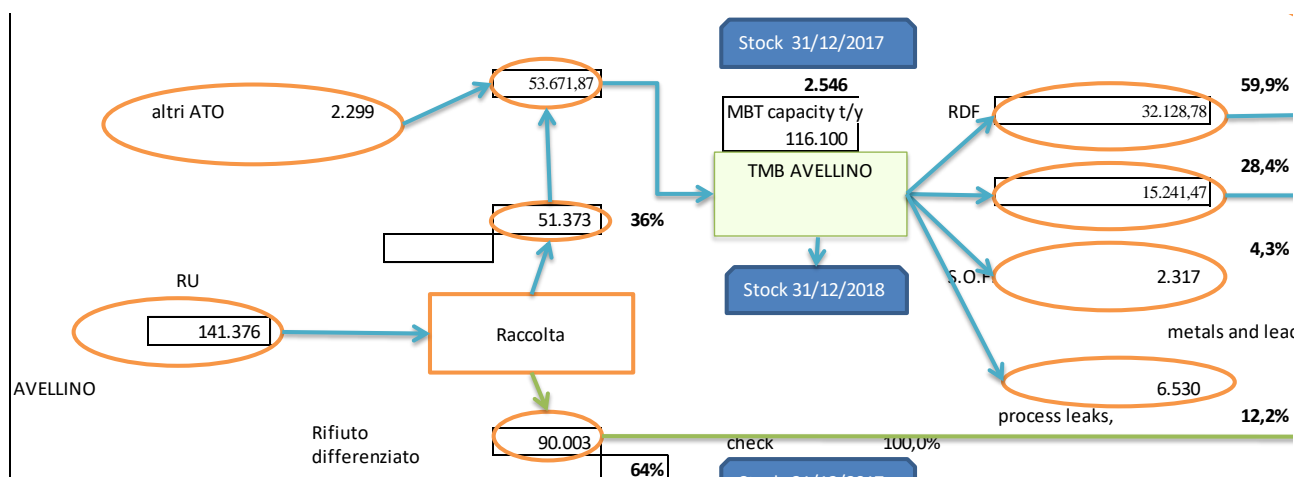 Stock 31/12/2017
altri ATO 2.299
53.671,87
2.546
MBT capacity t/y
116.100
TMB AVELLINO
RDF
32.128,78
59,9%
15.241,47
28,4%
51.373
36%
4,3%
Stock 31/12/2018
S.O.F.
2.317
RU
141.376
Raccolta
metals and leac
AVELLINO
6.530
process leaks,
12,2%
Rifiuto
differenziato
90.003
check 100,0%
64%